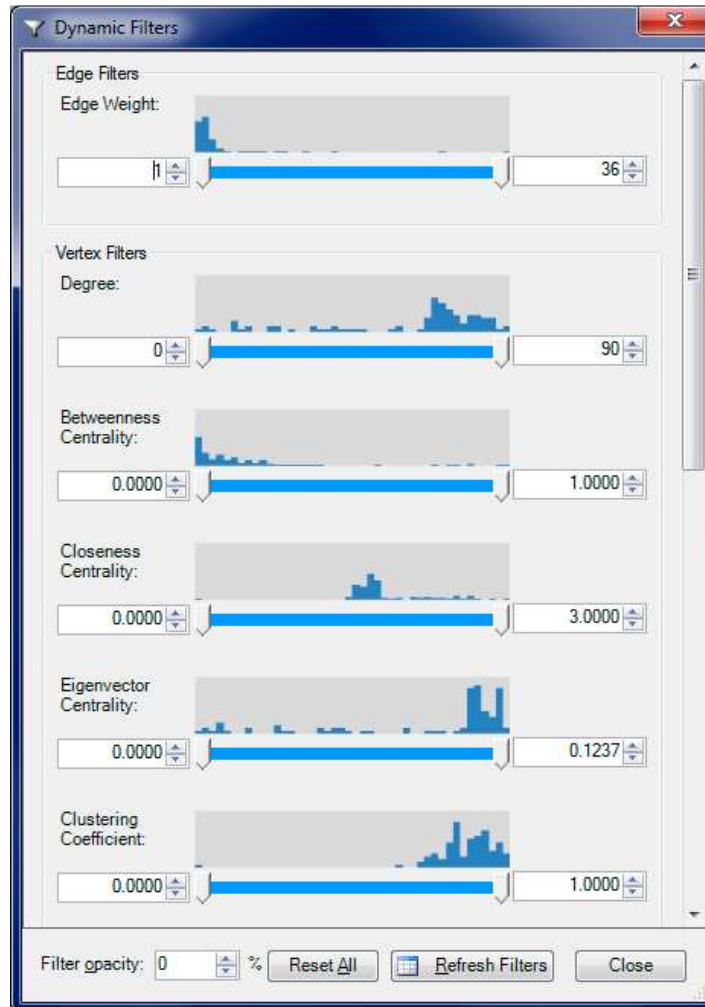 Dynamic Filters
Edge Filters
Edge Weight:
1
36
Vertex Filters
Degree:
0
90
Betweenness
Centrality:
0.0000
1.0000
Closeness
Centrality:
0.0000
3.0000
Eigenvector
Centrality:
0.0000
0.1237
Clustering
Coefficient:
0.0000
1.0000
Filter opacity: 0 % Reset All Refresh Filters Close